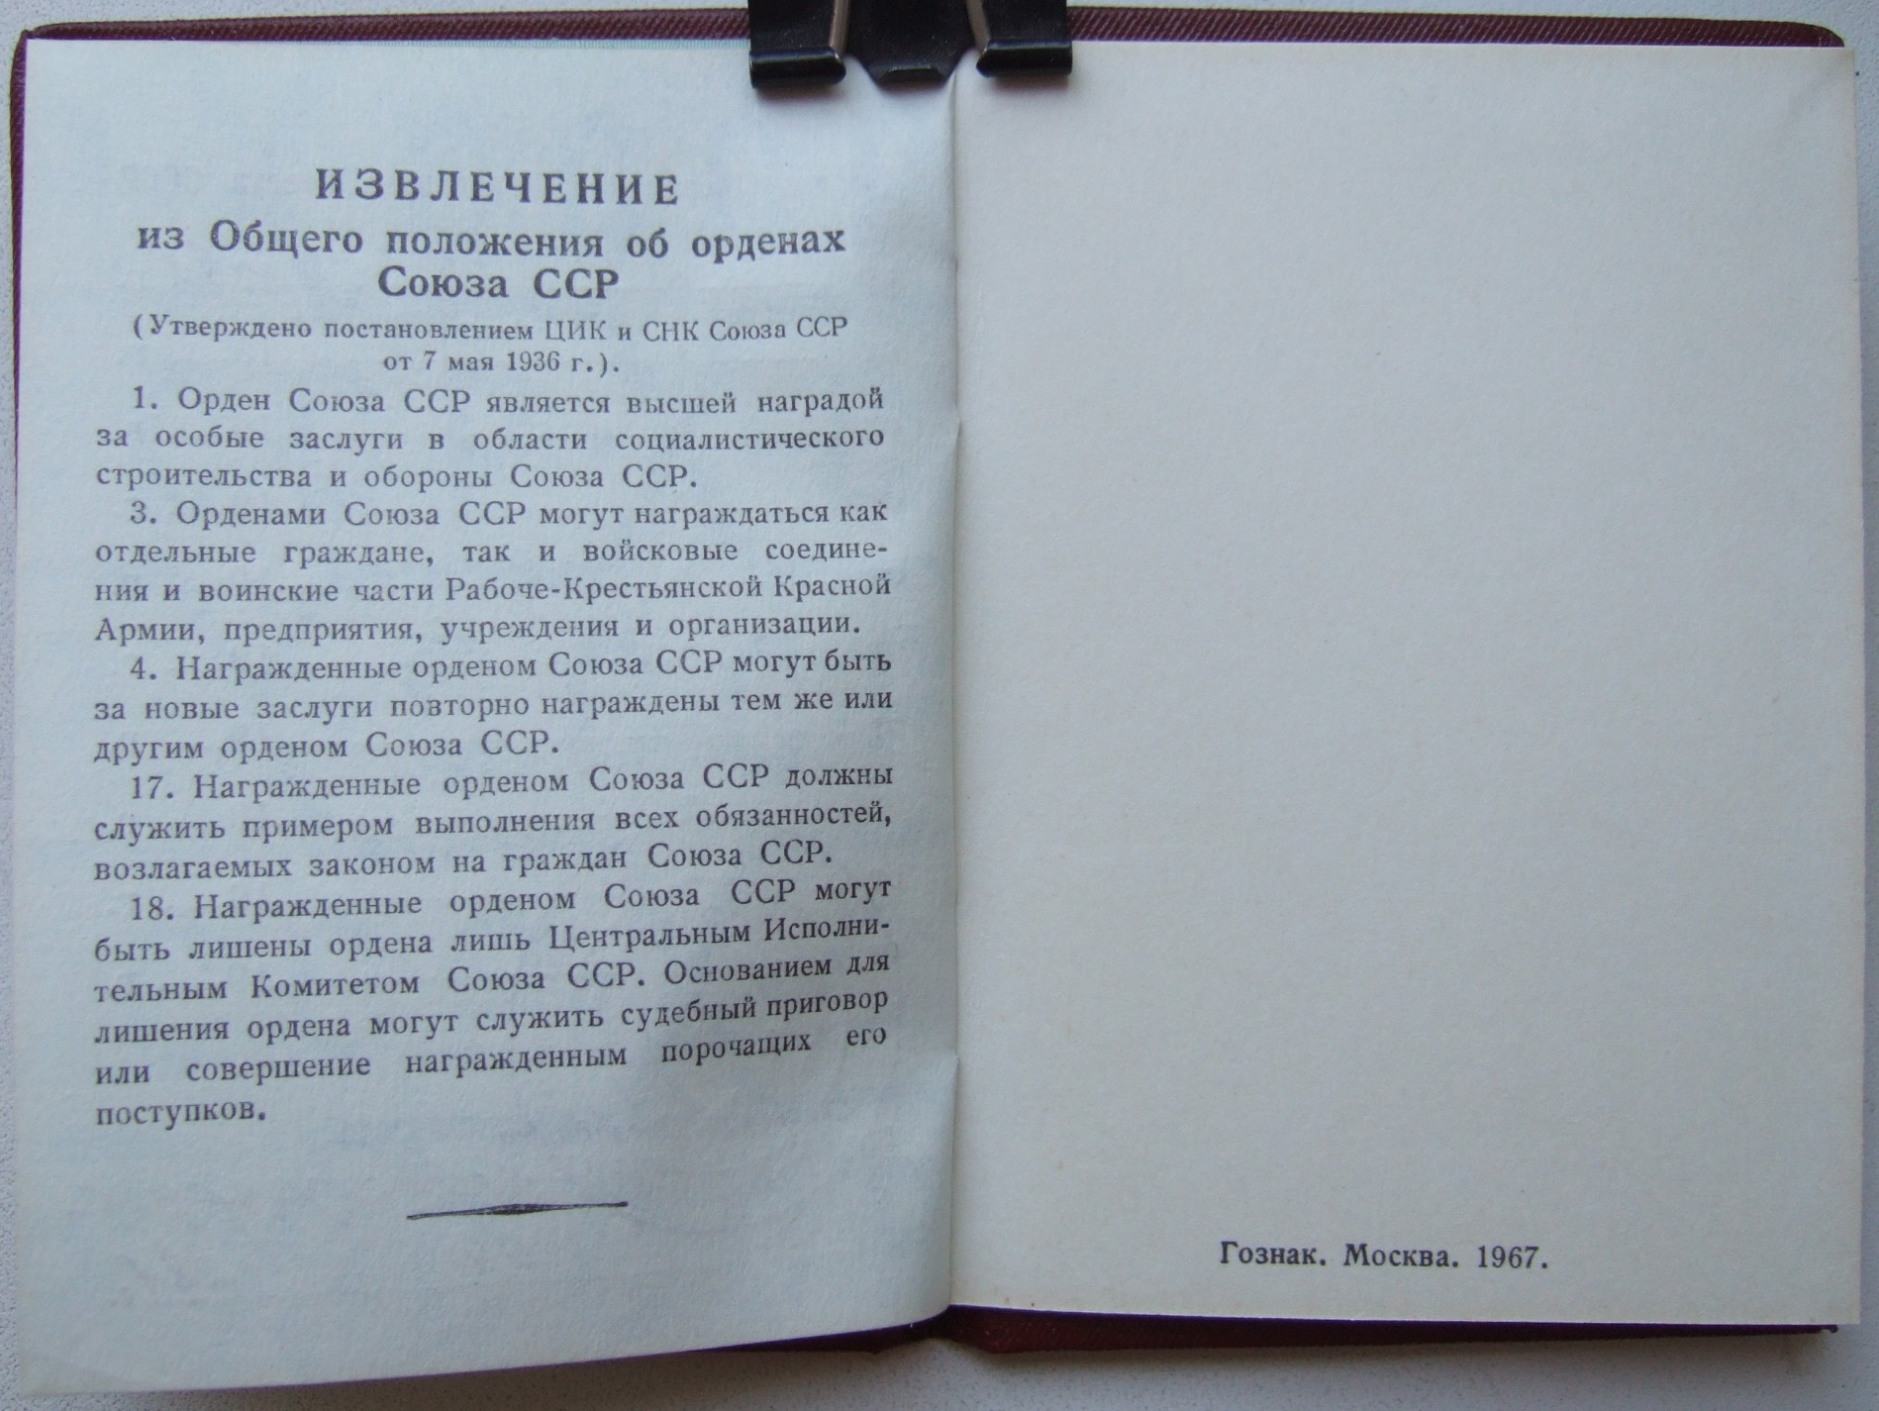 ИЗВЛЕЧЕНИЕ
из Общего положения об орденах
Союза ССР
(Утверждено постановлением ЦИК и СНК Союза ССР
от 7 мая 1936 г.).
1. Орден Союза ССР является высшей наградой
за особые заслуги в области социалистического
строительства и обороны Союза ССР.
3. Орденами Союза ССР могут награждаться как
отдельные граждане, так и войсковые соедине-
ния и воинские части Рабоче-Крестьянской Красной
Армии, предприятия, учреждения и организации.
4. Награжденные орденом Союза ССР могут быть
за новые заслуги повторно награждены тем же или
другим орденом Союза ССР.
17. Награжденные орденом Союза ССР должны
служить примером выполнения всех обязанностей,
возлагаемых законом на граждан Союза ССР.
18. Награжденные орденом Союза ССР могут
быть лишены ордена лишь Центральным Исполни-
тельным Комитетом Союза ССР. Основанием для
лишения ордена могут служить судебный приговор
или совершение награжденным порочащих его
поступков.
Гознак. Москва. 1967.